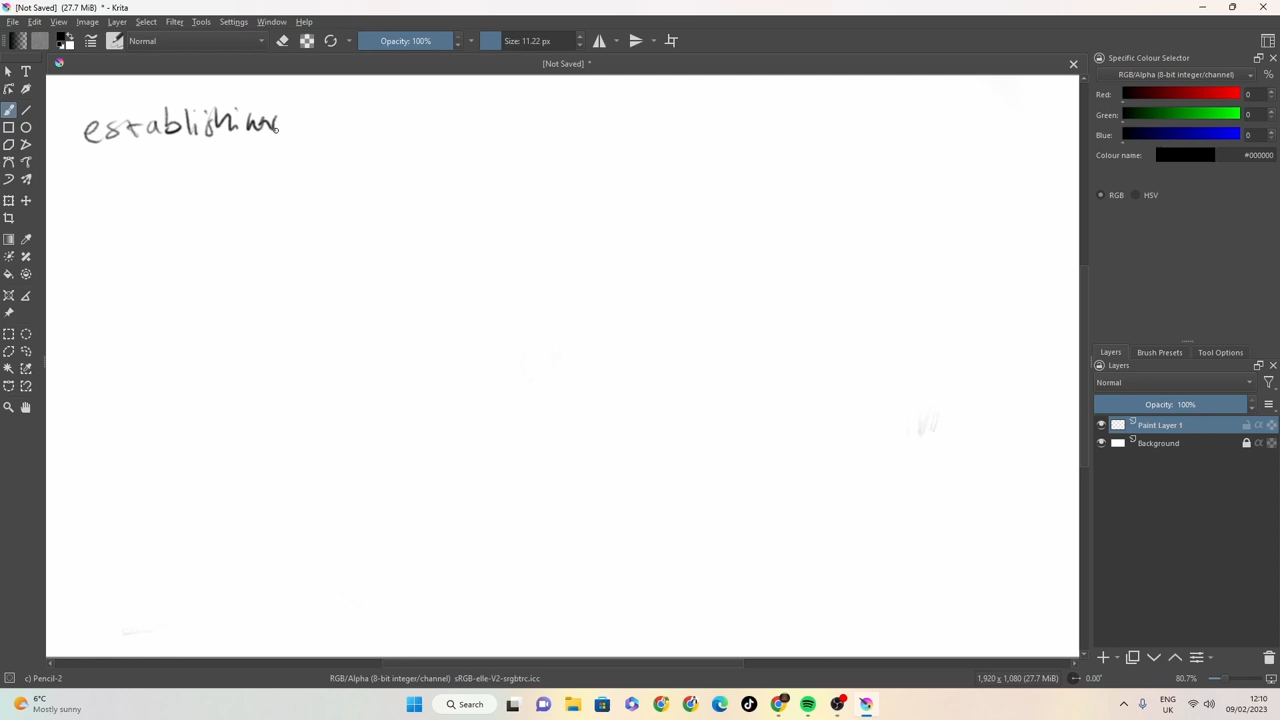 [Not Saved] (27.7 MiB) * - Krita
File Edit View Image Layer Select Filter Tools Settings Window Help
Normal Opacity: 100% Size: 11.22 px
[Not Saved] *
Specific Colour Selector
RGB/Alpha (8-bit integer/channel) %
Red: 0
Green: 0
Blue: 0
Colour name: #000000
RGB HSV
Layers Brush Presets Tool Options
Layers
Normal
Opacity: 100%
Paint Layer 1
Background
c) Pencil-2 RGB/Alpha (8-bit integer/channel) sRGB-elle-V2-srgbtrc.icc 1,920 x 1,080 (27.7 MiB) 0.00° 80.7%
6°C
Mostly sunny
Search
ENG
UK
12:10
09/02/2023